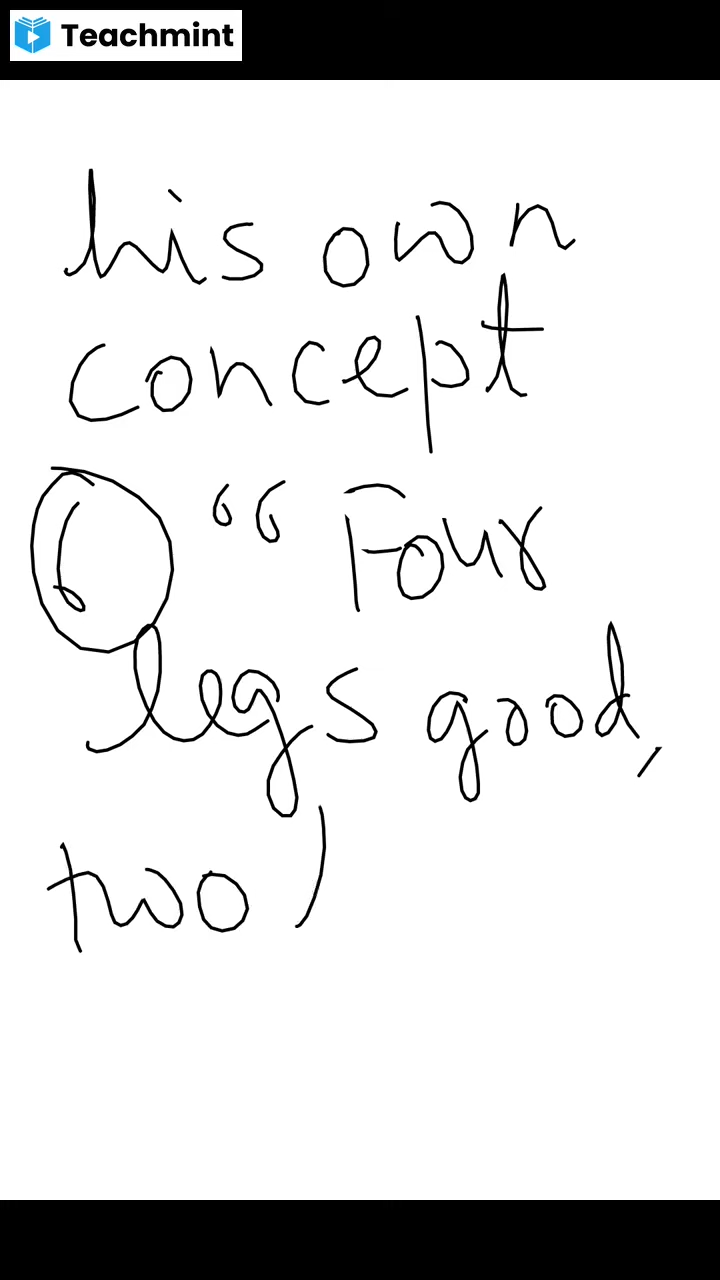 Teachmint
his own
concept
" Four
legs good,
two